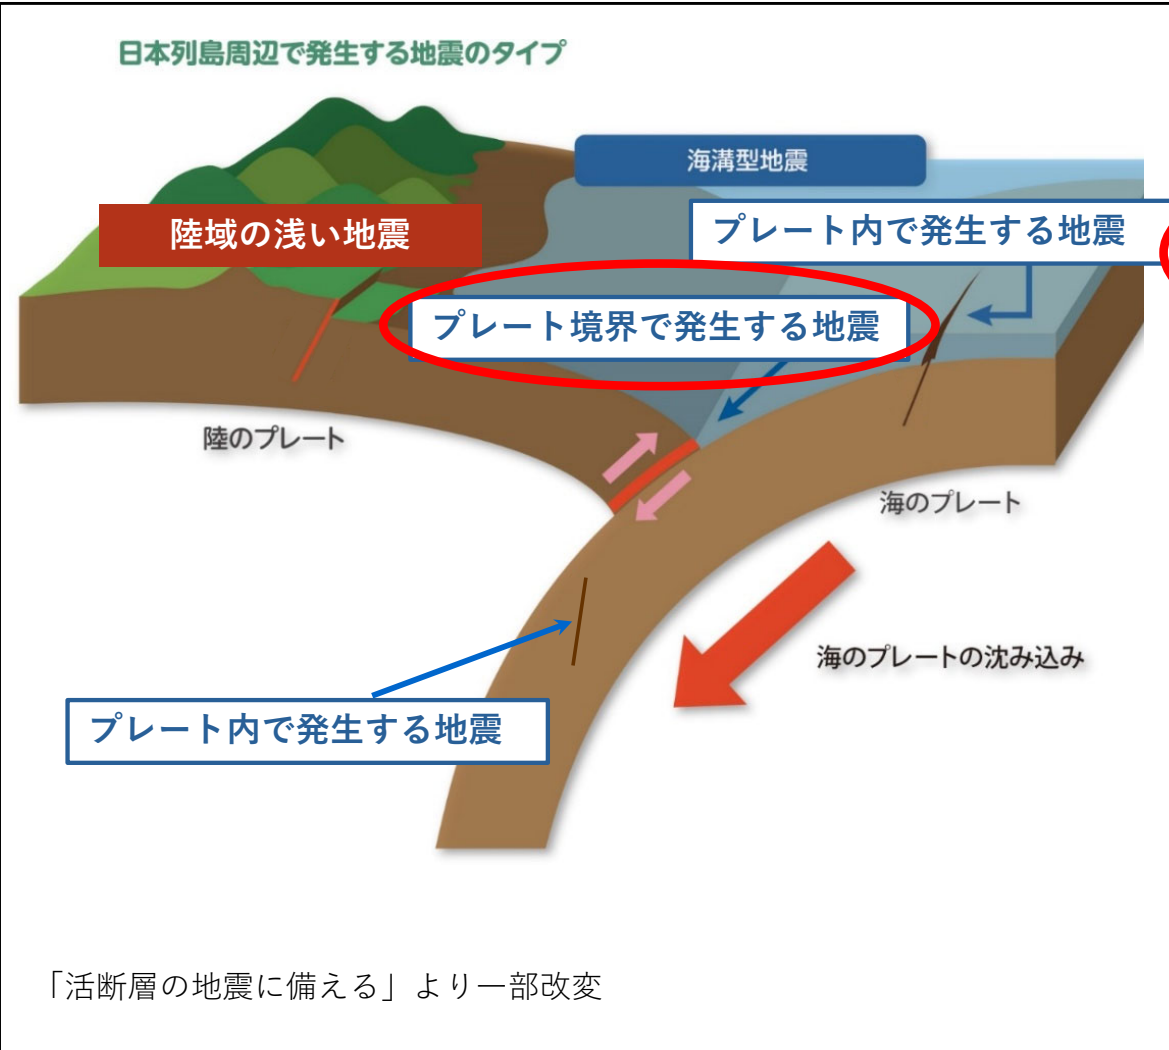 日本列島周辺で発生する地震のタイプ
海溝型地震
陸域の浅い地震
プレート内で発生する地震
プレート境界で発生する地震
陸のプレート
海のプレート
海のプレートの沈み込み
プレート内で発生する地震
「活断層の地震に備える」より一部改変